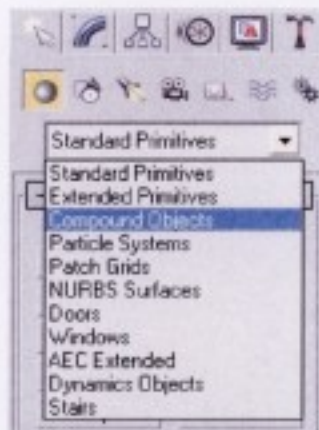 Standard Primitives
Standard Primitives
Extended Primitives
Compound Objects
Particle Systems
Patch Grids
NURBS Surfaces
Doors
Windows
AEC Extended
Dynamics Objects
Stairs